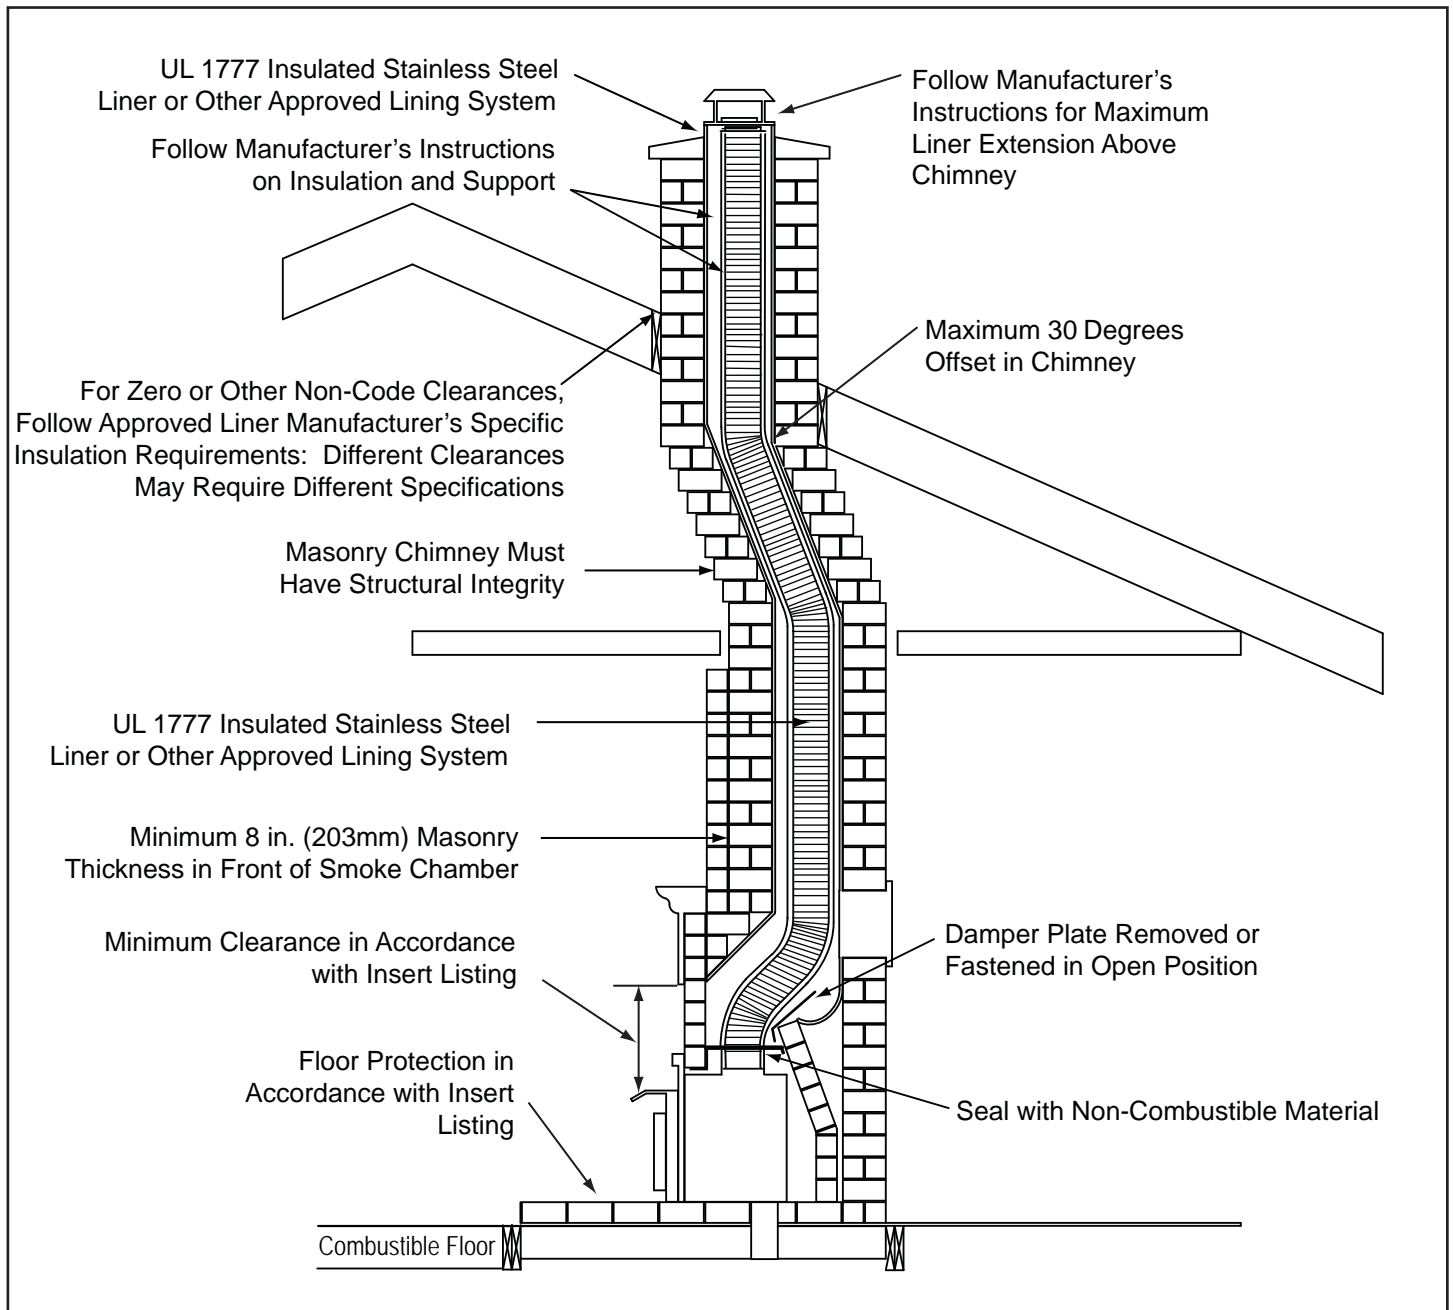 UL 1777 Insulated Stainless Steel
Liner or Other Approved Lining System
Follow Manufacturer’s
Instructions for Maximum
Liner Extension Above
Chimney
Follow Manufacturer’s Instructions
on Insulation and Support
Maximum 30 Degrees
Offset in Chimney
For Zero or Other Non-Code Clearances,
Follow Approved Liner Manufacturer’s Specific
Insulation Requirements:  Different Clearances
May Require Different Specifications
Masonry Chimney Must
Have Structural Integrity
UL 1777 Insulated Stainless Steel
Liner or Other Approved Lining System
Minimum 8 in. (203mm) Masonry
Thickness in Front of Smoke Chamber
Minimum Clearance in Accordance
with Insert Listing
Damper Plate Removed or
Fastened in Open Position
Floor Protection in
Accordance with Insert
Listing
Seal with Non-Combustible Material
Combustible Floor